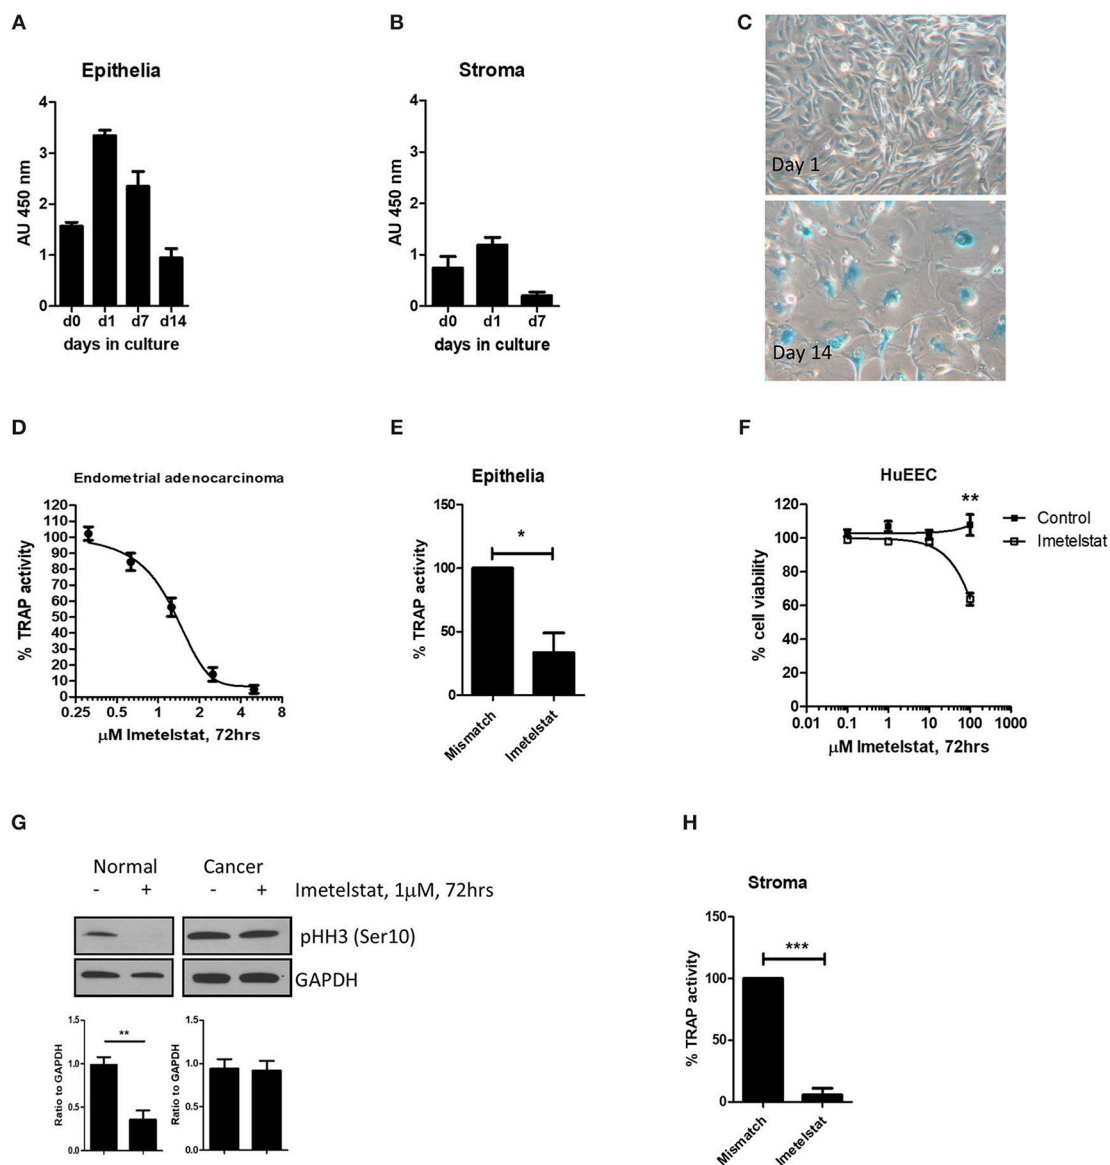 A
Epithelia
4
3
2
1
0
AU 450 nm
d0 d1 d7 d14
days in culture
B
Stroma
4
3
2
1
0
AU 450 nm
d0 d1 d7
days in culture
C
Day 1
Day 14
D
Endometrial adenocarcinoma
120
110
100
90
80
70
60
50
40
30
20
10
0
% TRAP activity
0.25 0.5 1 2 4 8
μM Imetelstat, 72hrs
E
Epithelia
150
100
50
0
% TRAP activity
*
Mismatch
Imetelstat
F
HuEEC
120
100
80
60
40
20
0
% cell viability
**
Control
Imetelstat
0.01 0.1 1 10 100 1000
μM Imetelstat, 72hrs
G
Normal Cancer
- + - + Imetelstat, 1μM, 72hrs
pHH3 (Ser10)
GAPDH
1.5
1.0
0.5
0.0
Ratio to GAPDH
**
1.5
1.0
0.5
0.0
Ratio to GAPDH
H
Stroma
150
100
50
0
% TRAP activity
***
Mismatch
Imetelstat